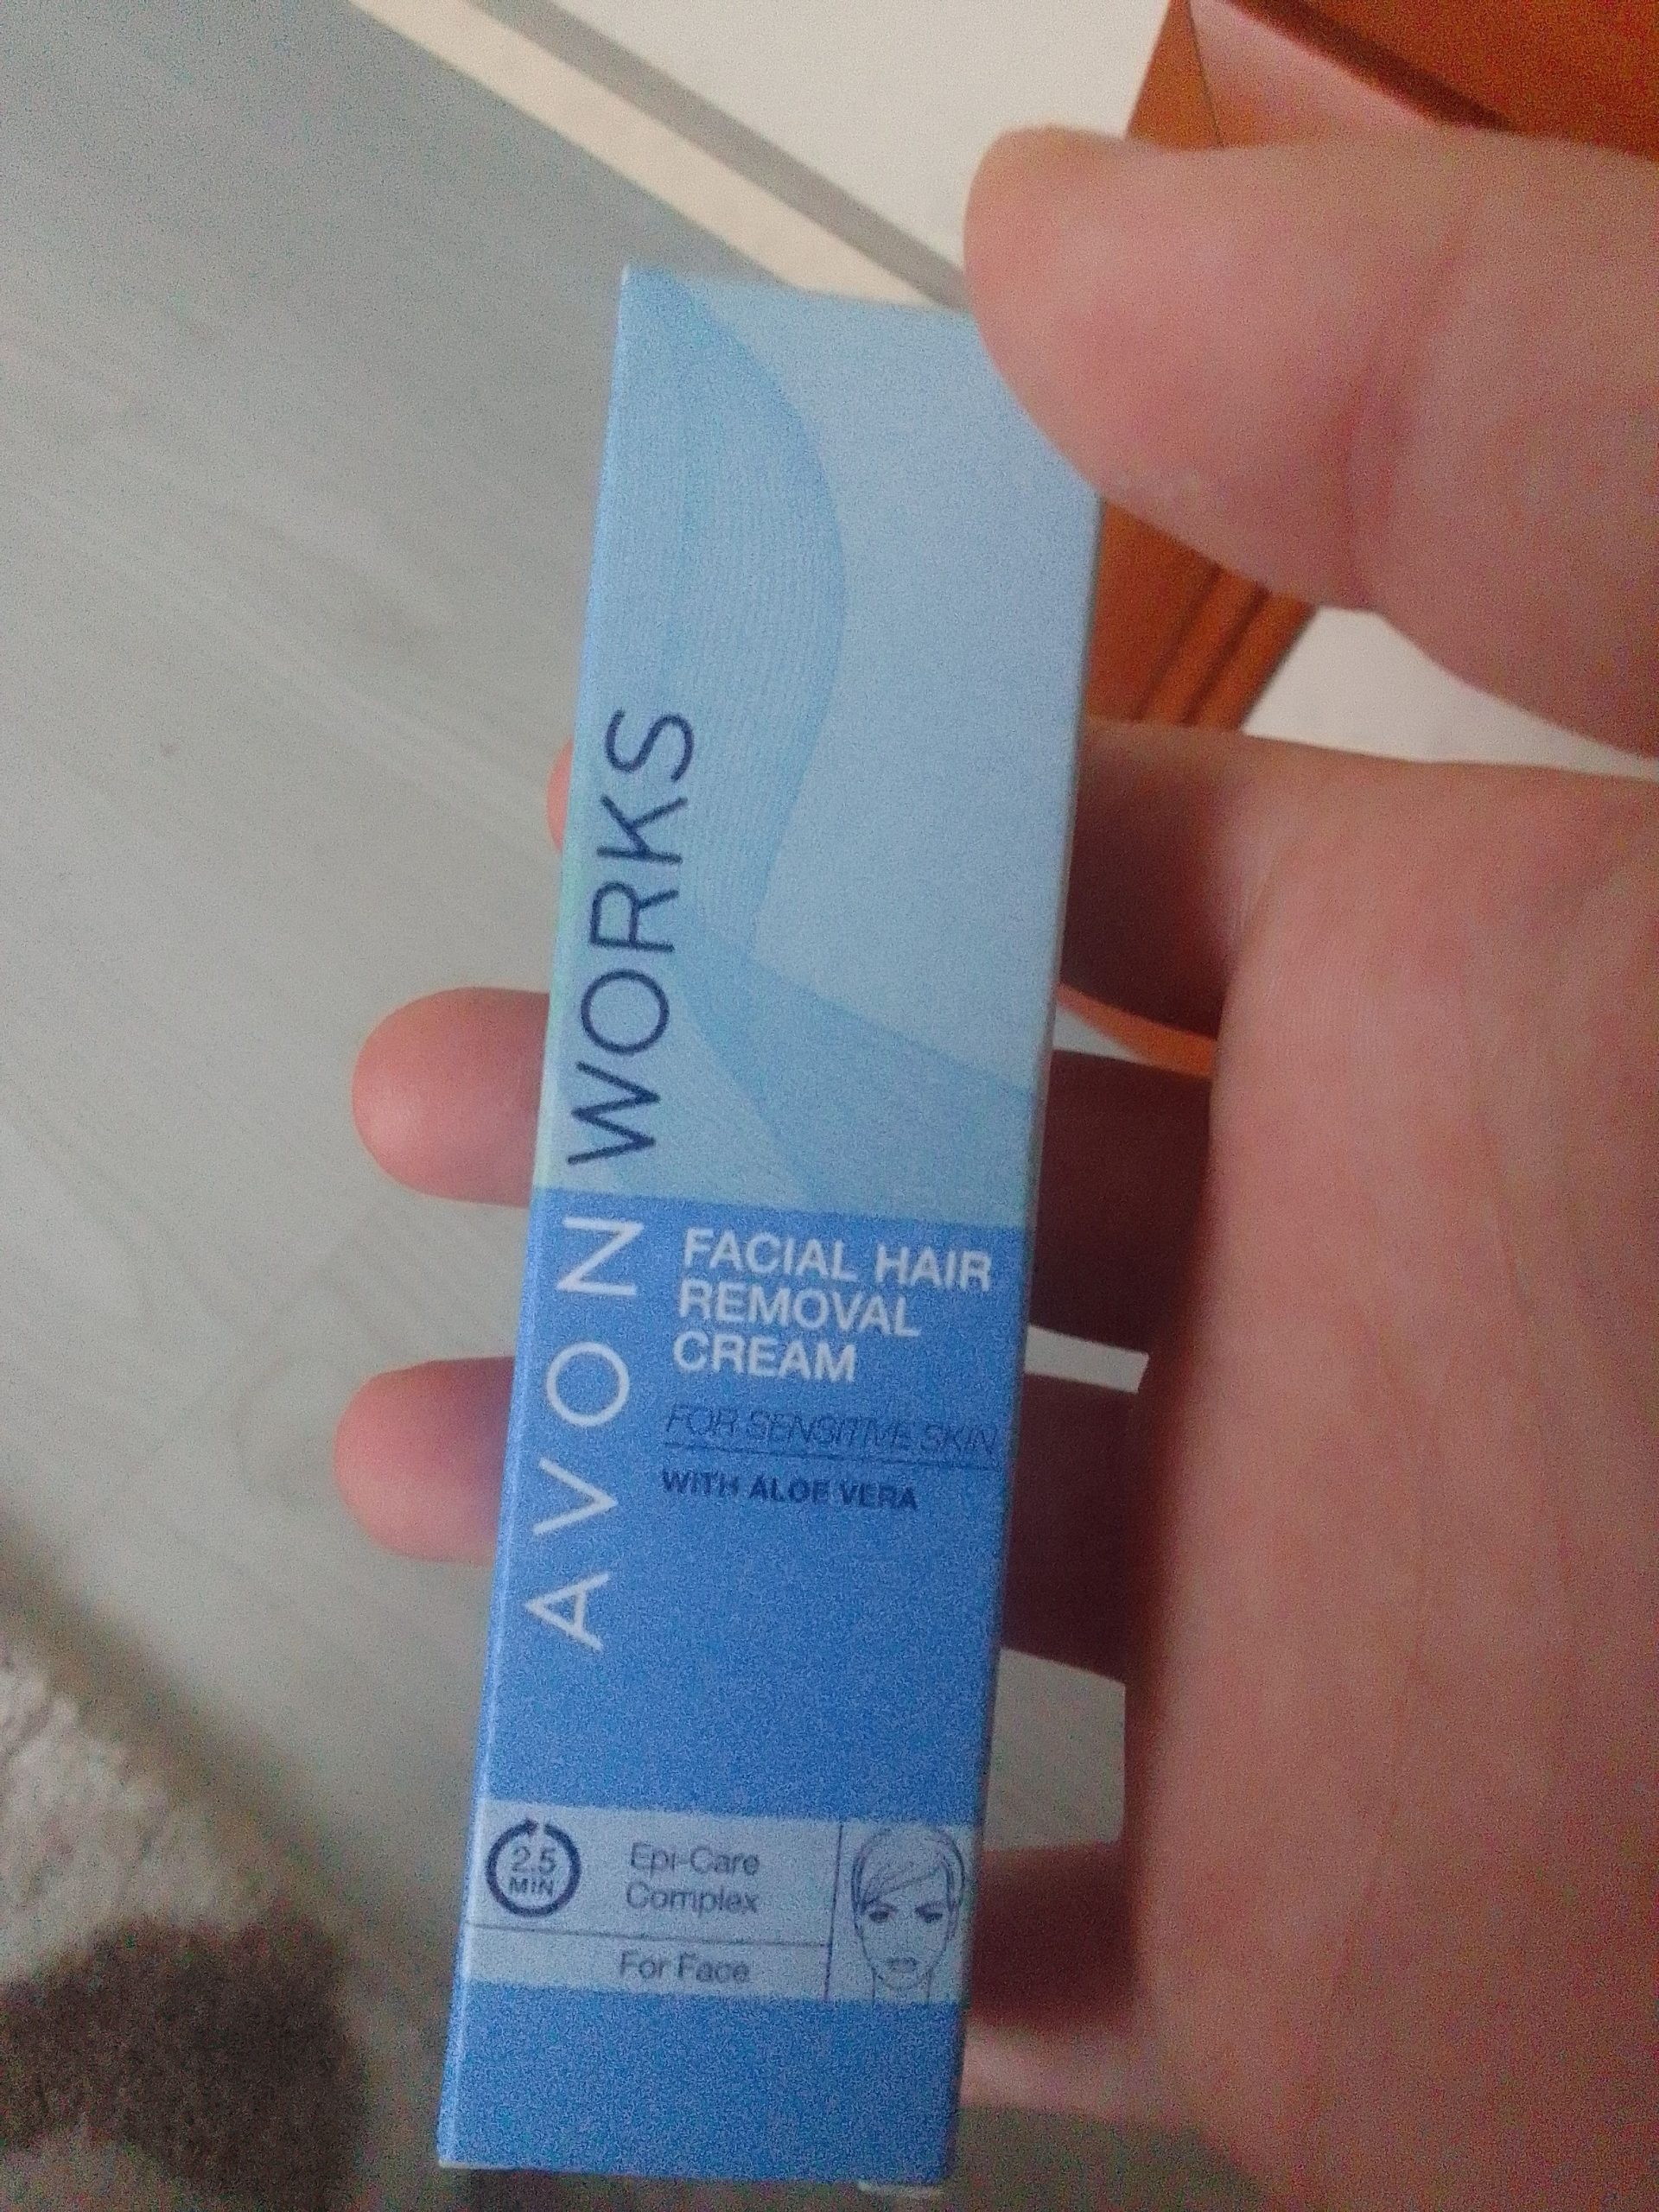 AVON WORKS
FACIAL HAIR
REMOVAL
CREAM
FOR SENSITIVE SKIN
WITH ALOE VERA
2.5
MIN
Epi-Care
Complex
For Face